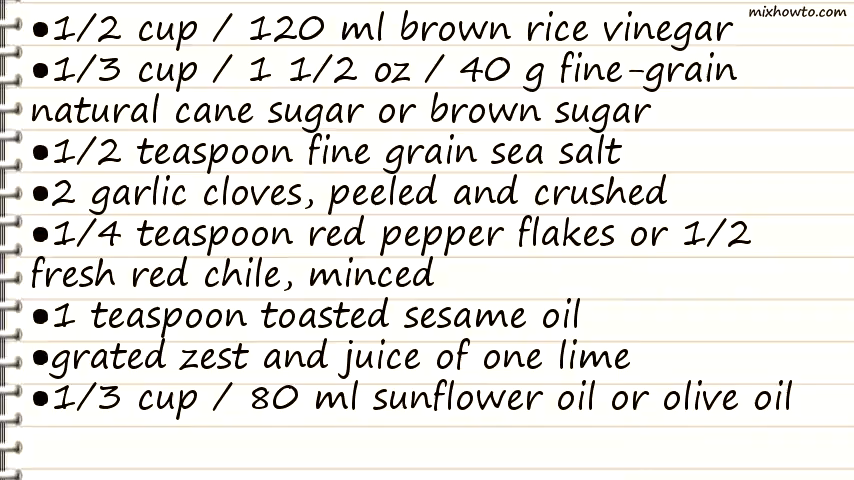 mixhowto.com
•1/2 cup / 120 ml brown rice vinegar
•1/3 cup / 1 1/2 oz / 40 g fine-grain
natural cane sugar or brown sugar
•1/2 teaspoon fine grain sea salt
•2 garlic cloves, peeled and crushed
•1/4 teaspoon red pepper flakes or 1/2
fresh red chile, minced
•1 teaspoon toasted sesame oil
•grated zest and juice of one lime
•1/3 cup / 80 ml sunflower oil or olive oil